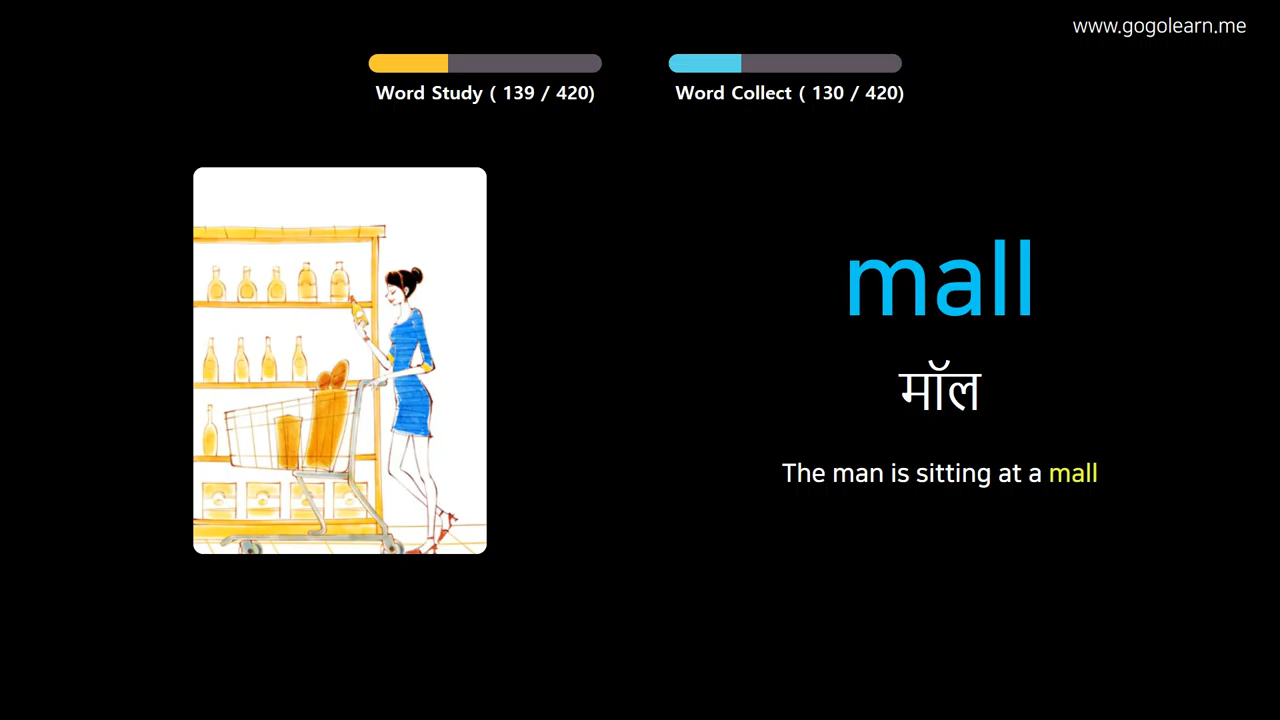 www.gogolearn.me
Word Study ( 139 / 420)
Word Collect ( 130 / 420)
mall
मॉल
The man is sitting at a mall